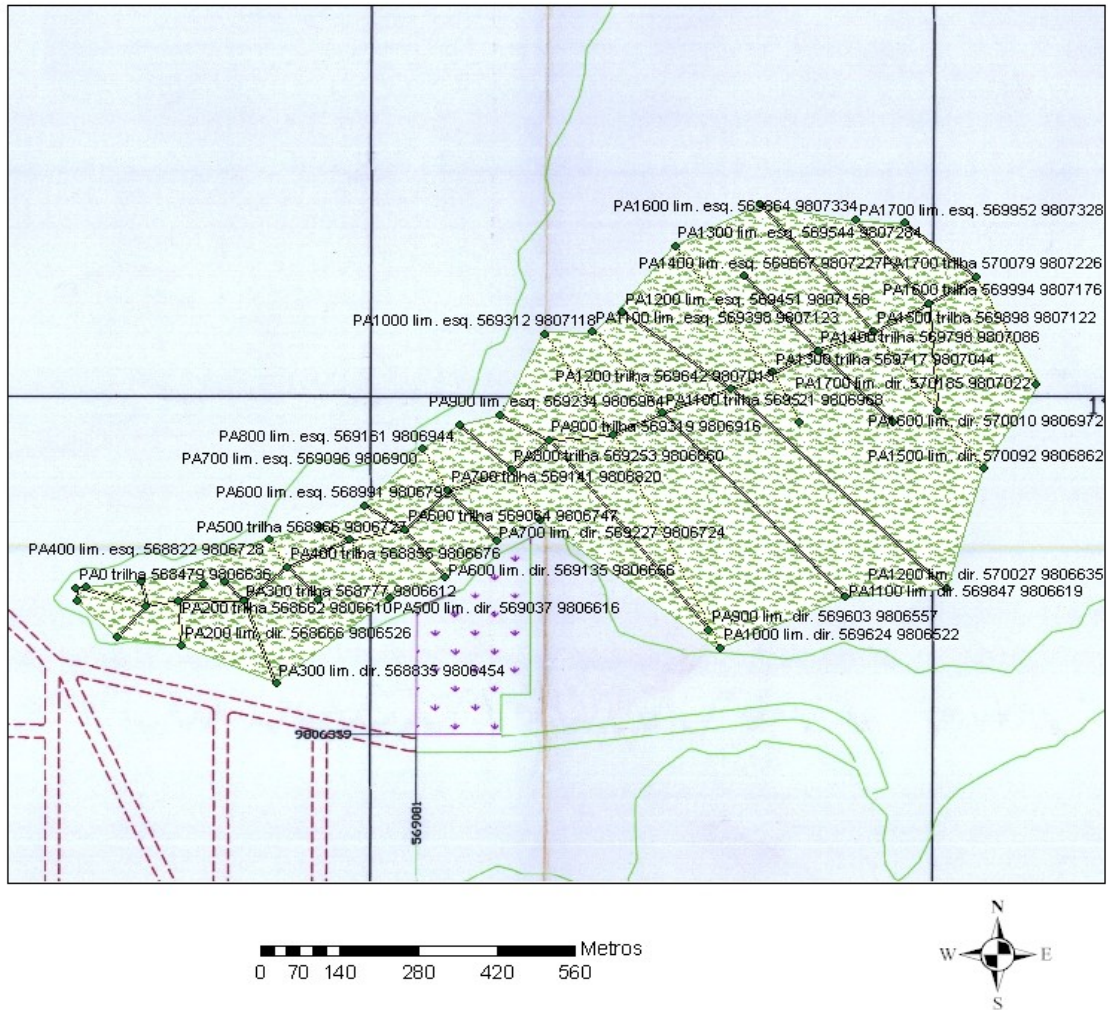 PA1600 lim. esq. 569864 9807334
PA1700 lim. esq. 569952 9807328
PA1300 lim. esq. 569544 9807284
PA1400 lim. esq. 569667 9807227
PA1700 trilha 570079 9807226
PA1600 trilha 569994 9807176
PA1200 lim. esq. 569451 9807158
PA1000 lim. esq. 569312 9807118
PA1100 lim. esq. 569398 9807123
PA1500 trilha 569898 9807122
PA1400 trilha 569798 9807086
PA1300 trilha 569717 9807044
PA1200 trilha 569642 9807015
PA1700 lim. dir. 570185 9807022
PA1100 trilha 569521 9806968
PA900 lim. esq. 569234 9806984
PA1600 lim. dir. 570010 9806972
PA800 lim. esq. 569161 9806944
PA900 trilha 569319 9806916
PA700 lim. esq. 569096 9806900
PA800 trilha 569253 9806860
PA1500 lim. dir. 570092 9806862
PA700 trilha 569141 9806820
PA600 lim. esq. 568991 9806799
PA500 trilha 568966 9806727
PA600 trilha 569064 9806747
PA700 lim. dir. 569227 9806724
PA400 lim. esq. 568822 9806728
PA400 trilha 568855 9806676
PA600 lim. dir. 569135 9806656
PA0 trilha 568479 9806636
PA1200 lim. dir. 570027 9806635
PA300 trilha 568777 9806612
PA1100 lim. dir. 569847 9806619
PA200 trilha 568662 9806610
PA500 lim. dir. 569037 9806616
PA900 lim. dir. 569603 9806557
PA200 lim. dir. 568666 9806526
PA1000 lim. dir. 569624 9806522
PA300 lim. dir. 568835 9806454
9806359
569081
N
W
E
S
Metros
0 70 140 280 420 560